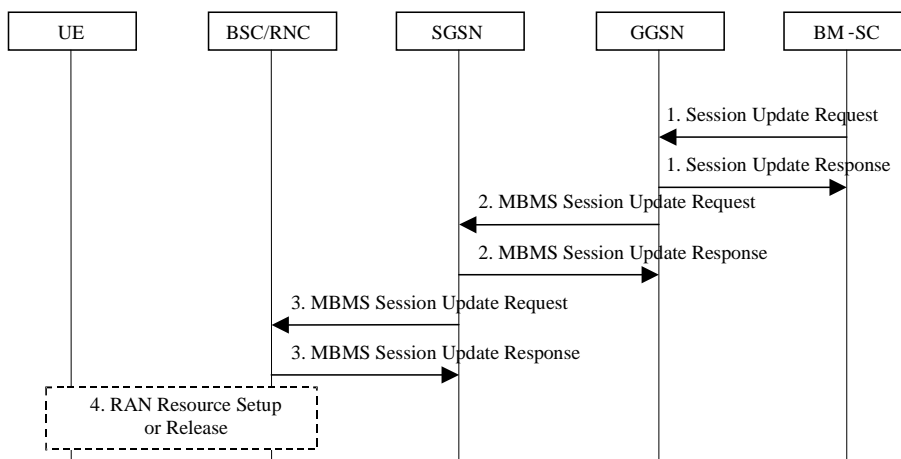 UE
BSC/RNC
SGSN
GGSN
BM-SC
1. Session Update Request
1. Session Update Response
2. MBMS Session Update Request
2. MBMS Session Update Response
3. MBMS Session Update Request
3. MBMS Session Update Response
4. RAN Resource Setup
or Release